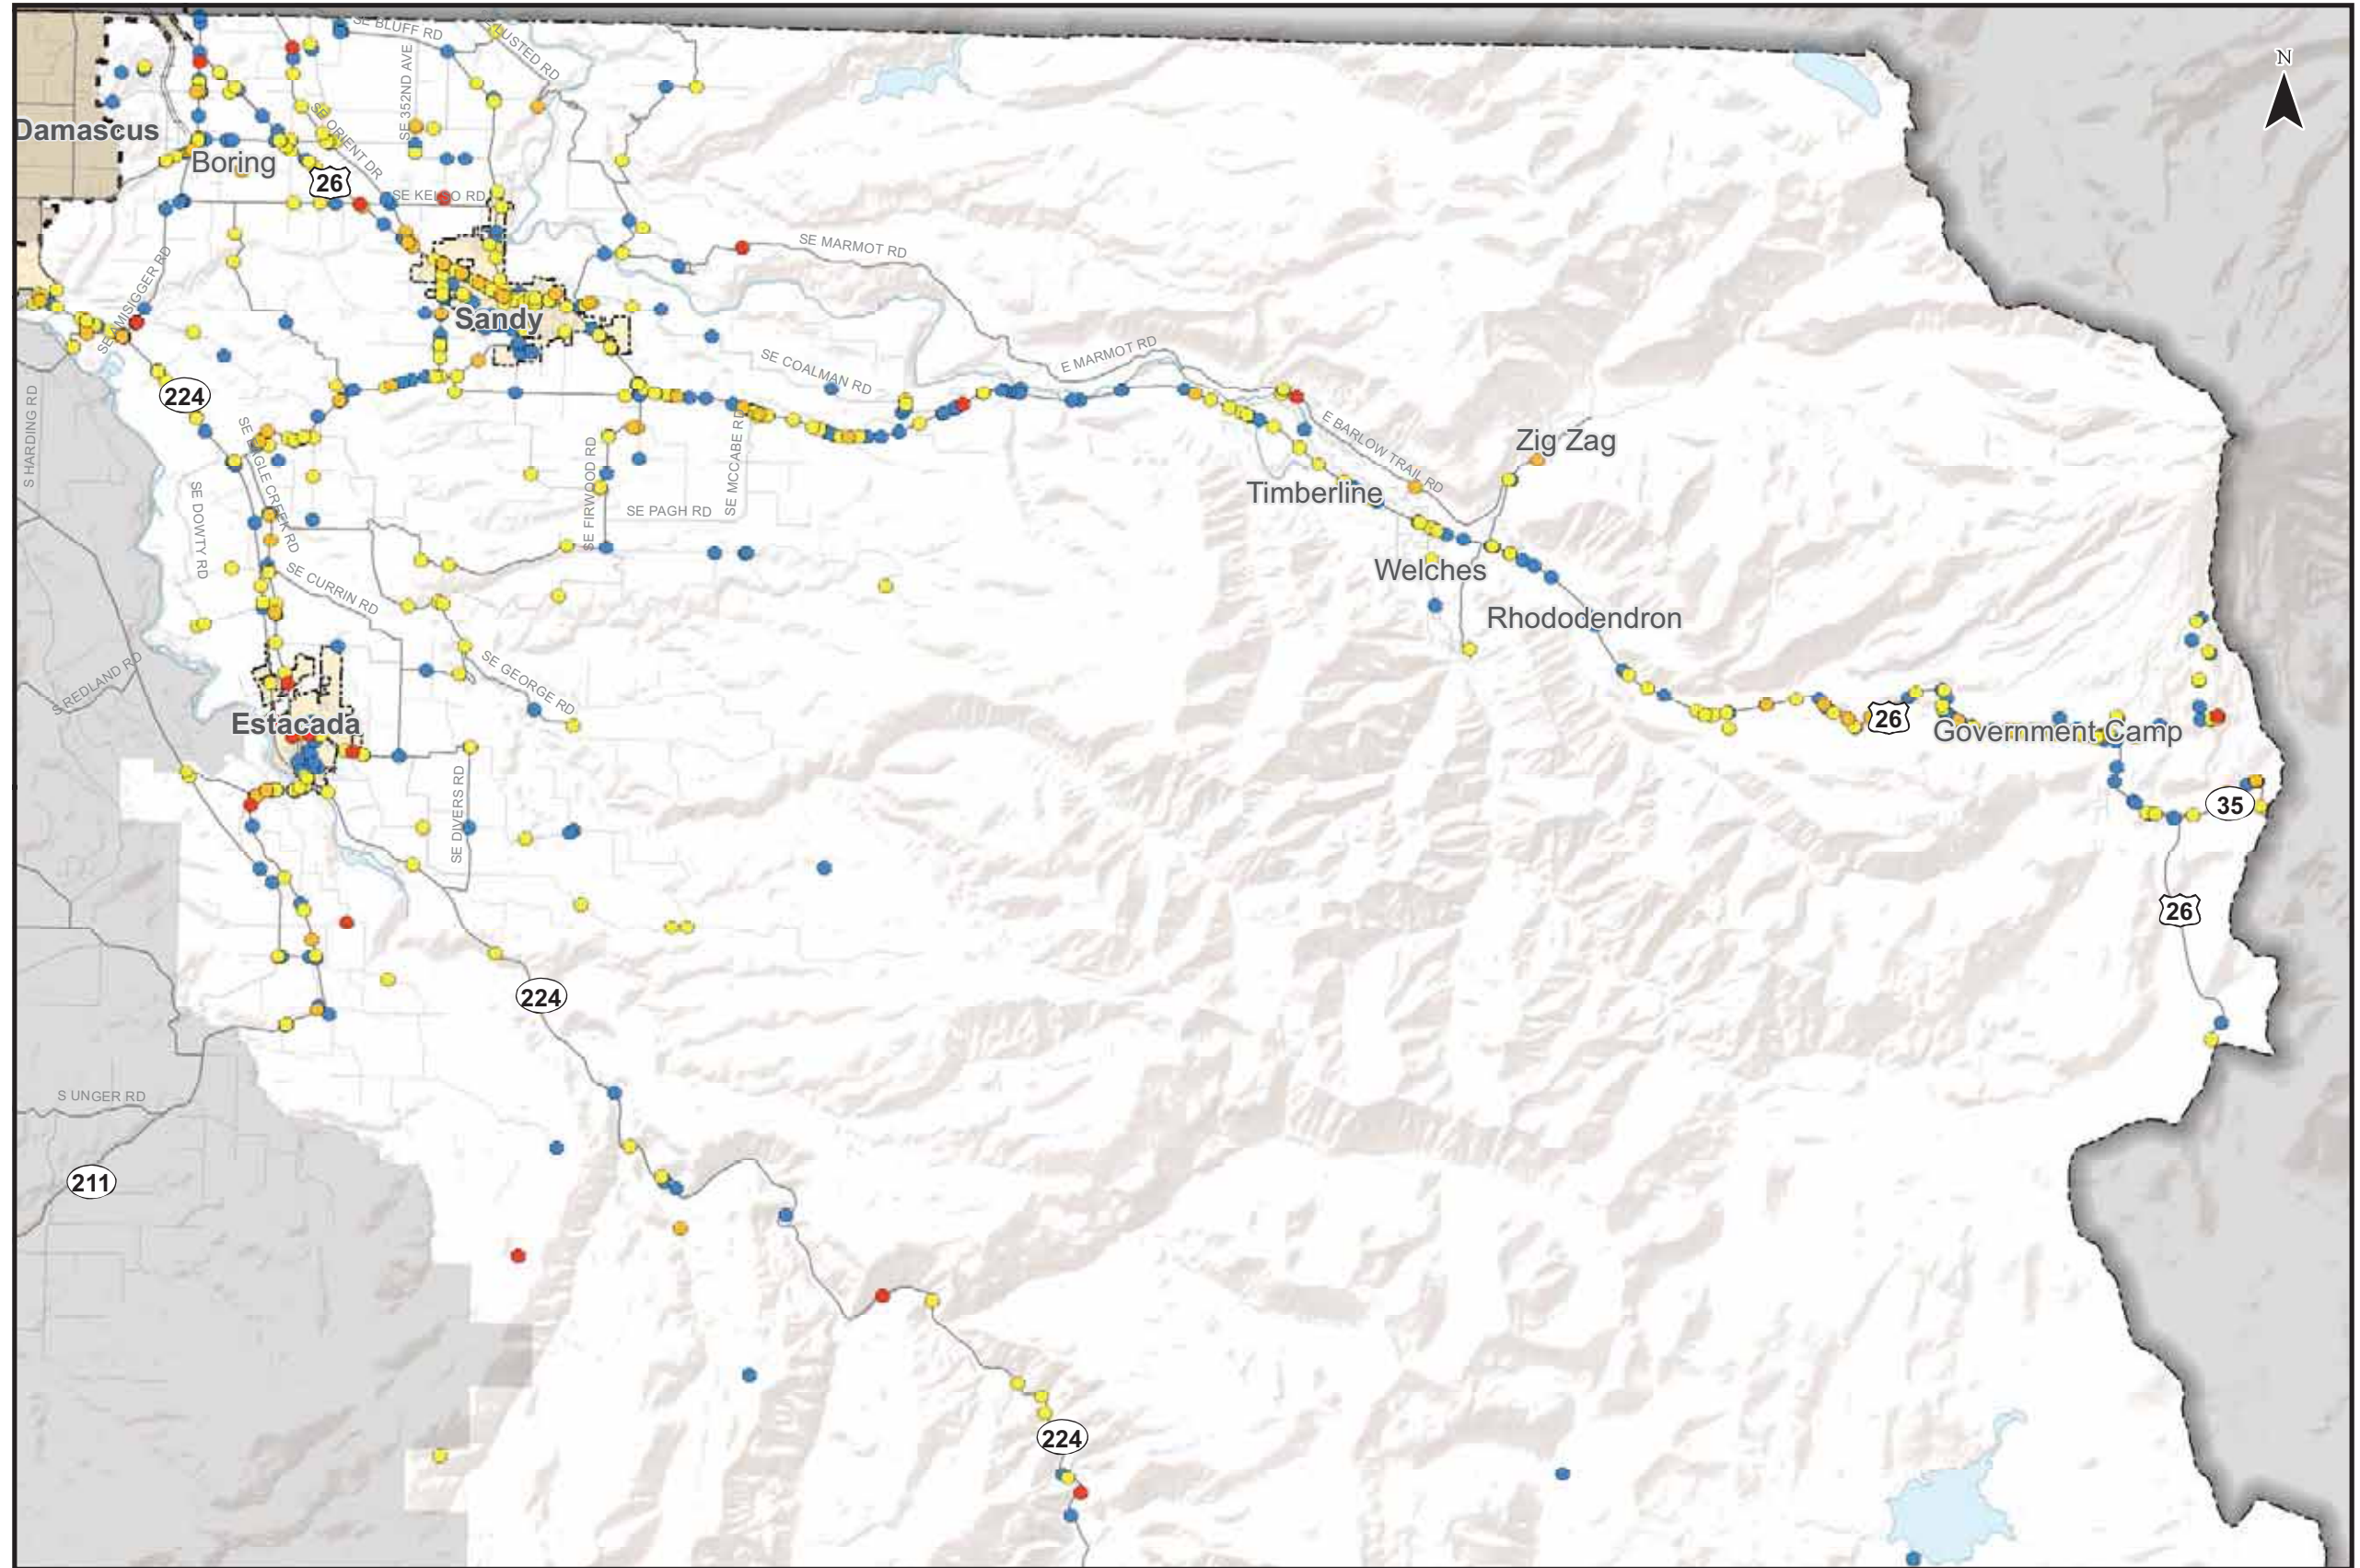 SE BLUFF RD
LUSTED RD
SE 352ND AVE
N
Damascus
SE ORIENT DR
Boring
26
SE KELSO RD
SE MARMOT RD
SE AMISIGGER RD
Sandy
E MARMOT RD
SE COALMAN RD
224
S HARDING RD
SE EAGLE CREEK RD
SE FIRWOOD RD
SE MCCABE RD
E BARLOW TRAIL RD
Zig Zag
Timberline
SE DOWTY RD
SE PAGH RD
Welches
SE CURRIN RD
Rhododendron
S REDLAND RD
SE GEORGE RD
Estacada
26
Government Camp
SE DIVERS RD
35
26
224
S UNGER RD
211
224